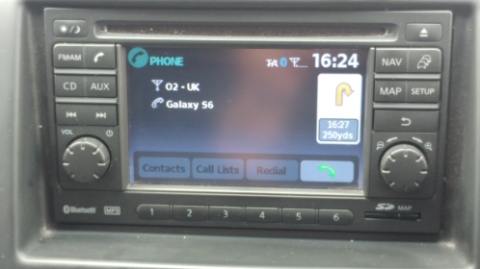 PHONE
TA
16:24
FM·AM
NAV
O2 - UK
CD
AUX
Galaxy S6
MAP
SETUP
16:27
250yds
VOL
Contacts
Call Lists
Redial
Bluetooth
MP3
1 2 3 4 5 6
SD
MAP